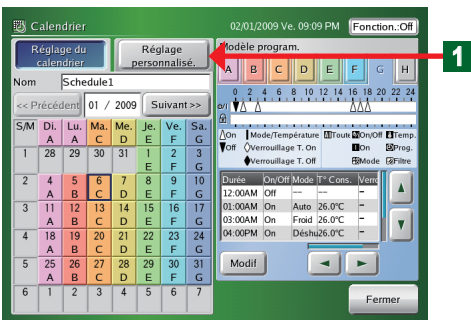 Calendrier
02/01/2009 Ve. 09:09 PM
Fonction.:Off
Réglage du calendrier
Réglage personnalisé.
1
Nom
Schedule1
<< Précédent
01 / 2009
Suivant >>
S/M Di. Lu. Ma. Me. Je. Ve. Sa.
A B C D E F G
1 28 29 30 31 1 2 3
E F G
2 4 5 6 7 8 9 10
A B C D E F G
3 11 12 13 14 15 16 17
A B C D E F G
4 18 19 20 21 22 23 24
A B C D E F G
5 25 26 27 28 29 30 31
A B C D E F G
6 1 2 3 4 5 6 7
Modèle program.
A B C D E F G H
0 2 4 6 8 10 12 14 16 18 20 22 24
On Mode/Température Toute On/Off Temp.
Off Verrouillage T. On On Prog.
Verrouillage T. Off Mode Filtre
Durée On/Off Mode T° Cons. Verro
12:00AM Off -- --
01:00AM On Auto 26.0°C -
03:00AM On Froid 26.0°C -
04:00PM On Déshu 26.0°C -
Modif
Fermer